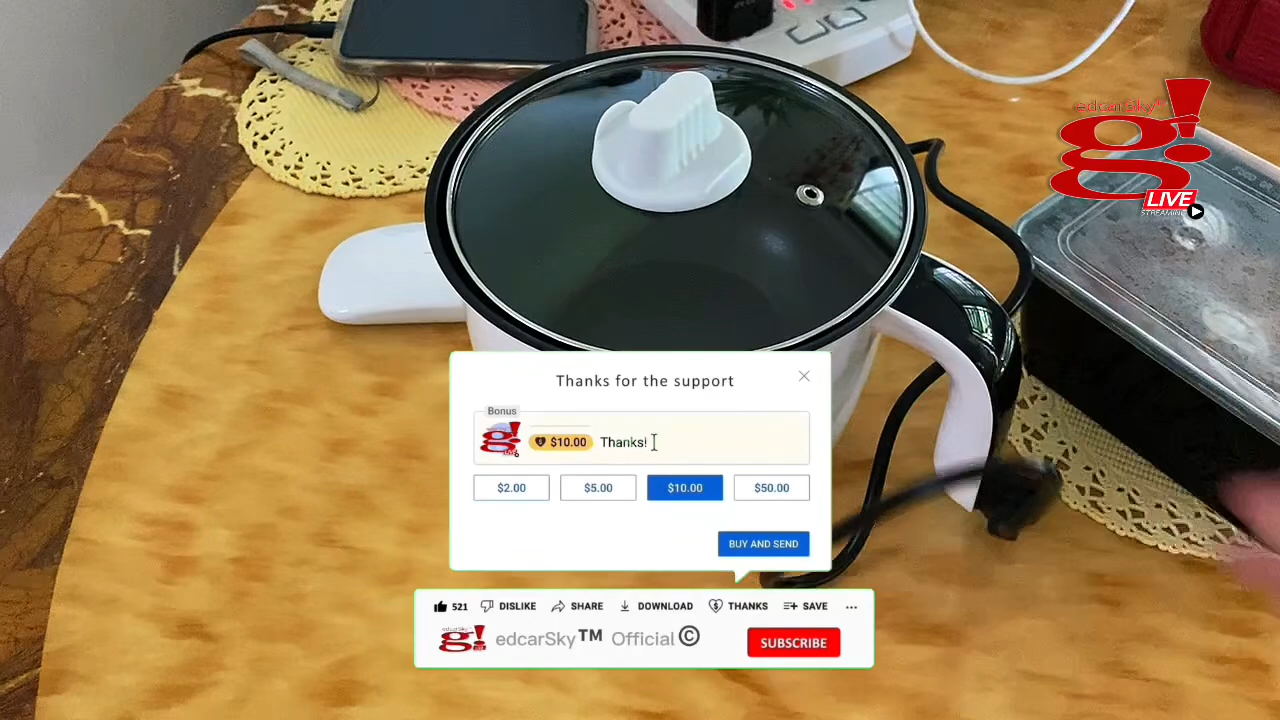 edcarSky™
g!
LIVE
STREAMING
Thanks for the support
Bonus
$10.00 Thanks!
$2.00 $5.00 $10.00 $50.00
BUY AND SEND
521 DISLIKE SHARE DOWNLOAD THANKS SAVE ...
g! edcarSky™ Official © SUBSCRIBE